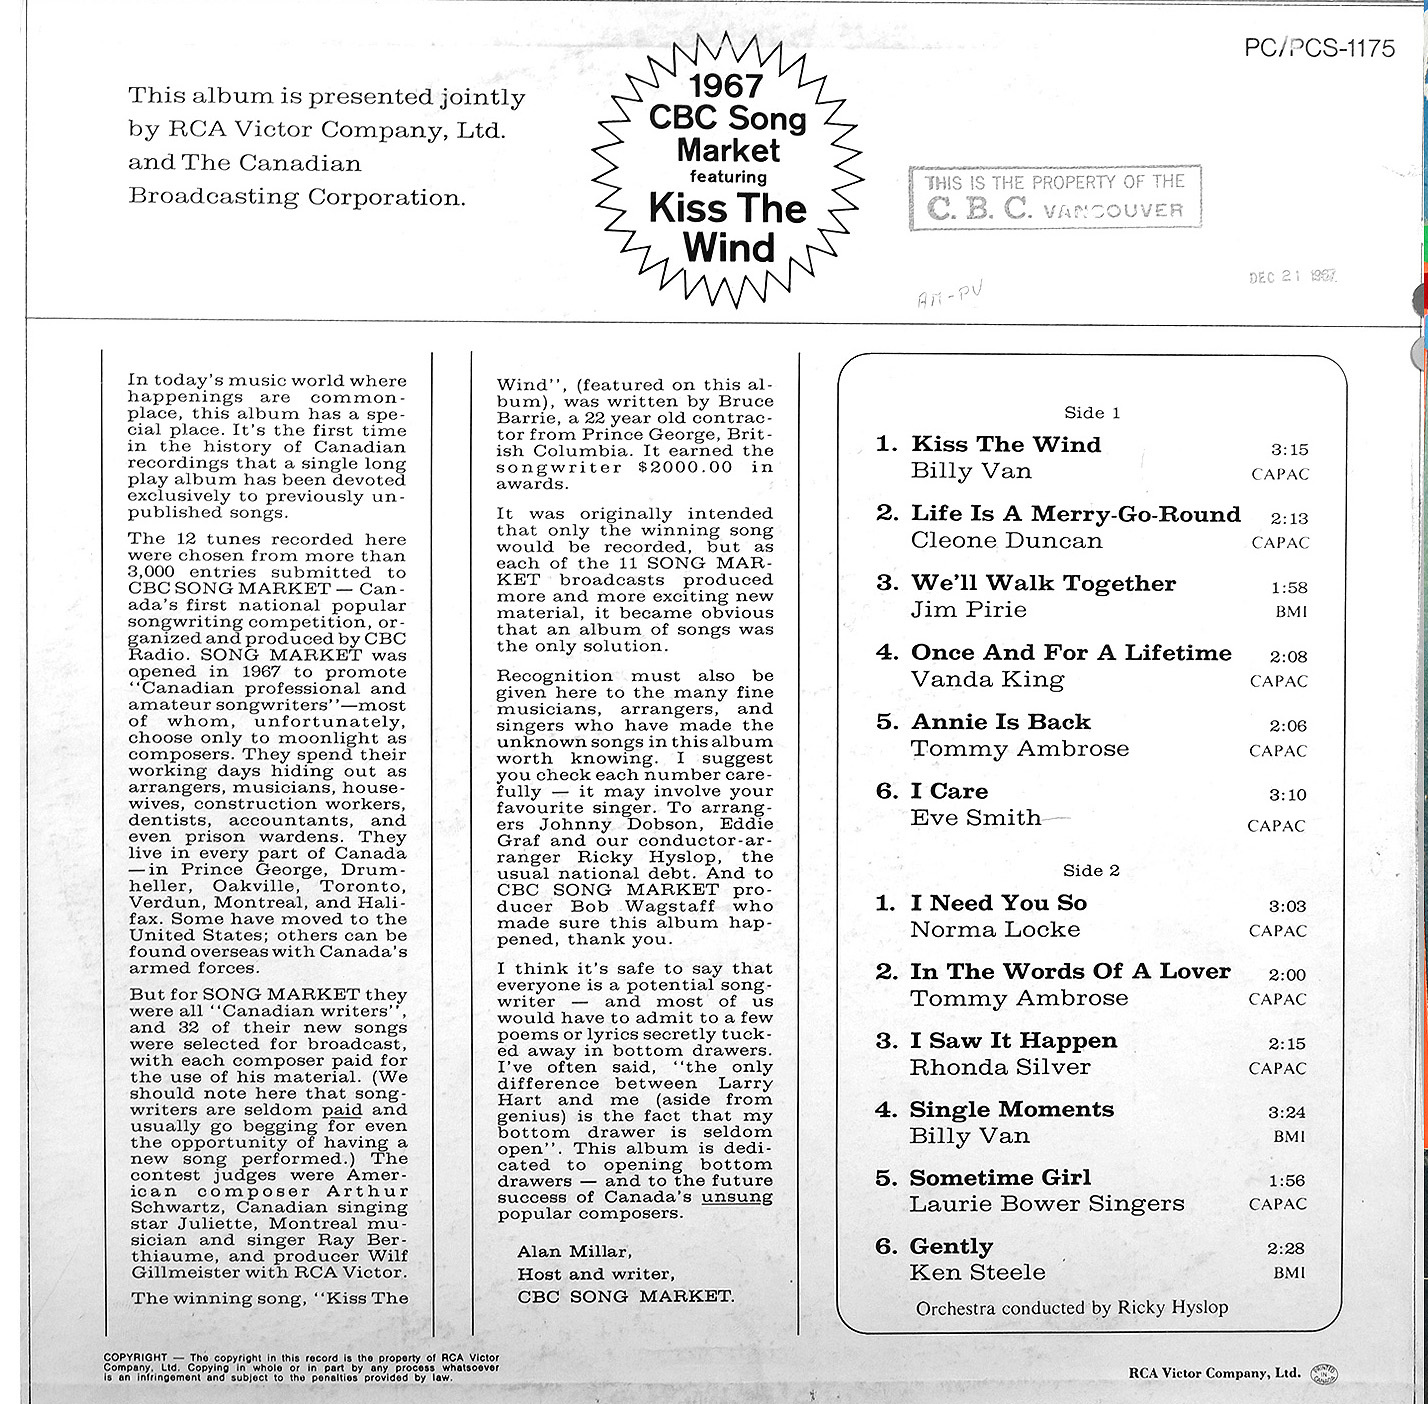 PC/PCS-1175
This album is presented jointly
by RCA Victor Company, Ltd.
and The Canadian
Broadcasting Corporation.
1967
CBC Song
Market
featuring
Kiss The
Wind
THIS IS THE PROPERTY OF THE
C. B. C. VANCOUVER
AM-PV
DEC 21 1967
In today's music world where
happenings are common-
place, this album has a spe-
cial place. It's the first time
in the history of Canadian
recordings that a single long
play album has been devoted
exclusively to previously un-
published songs.
The 12 tunes recorded here
were chosen from more than
3,000 entries submitted to
CBC SONG MARKET — Can-
ada's first national popular
songwriting competition, or-
ganized and produced by CBC
Radio. SONG MARKET was
opened in 1967 to promote
"Canadian professional and
amateur songwriters"—most
of whom, unfortunately,
choose only to moonlight as
composers. They spend their
working days hiding out as
arrangers, musicians, house-
wives, construction workers,
dentists, accountants, and
even prison wardens. They
live in every part of Canada
—in Prince George, Drum-
heller, Oakville, Toronto,
Verdun, Montreal, and Hali-
fax. Some have moved to the
United States; others can be
found overseas with Canada's
armed forces.
But for SONG MARKET they
were all "Canadian writers",
and 32 of their new songs
were selected for broadcast,
with each composer paid for
the use of his material. (We
should note here that song-
writers are seldom paid and
usually go begging for even
the opportunity of having a
new song performed.) The
contest judges were Amer-
ican composer Arthur
Schwartz, Canadian singing
star Juliette, Montreal mu-
sician and singer Ray Ber-
thiaume, and producer Wilf
Gillmeister with RCA Victor.
The winning song, "Kiss The
Wind", (featured on this al-
bum), was written by Bruce
Barrie, a 22 year old contrac-
tor from Prince George, Brit-
ish Columbia. It earned the
songwriter $2000.00 in
awards.
It was originally intended
that only the winning song
would be recorded, but as
each of the 11 SONG MAR-
KET broadcasts produced
more and more exciting new
material, it became obvious
that an album of songs was
the only solution.
Recognition must also be
given here to the many fine
musicians, arrangers, and
singers who have made the
unknown songs in this album
worth knowing. I suggest
you check each number care-
fully — it may involve your
favourite singer. To arrang-
ers Johnny Dobson, Eddie
Graf and our conductor-ar-
ranger Ricky Hyslop, the
usual national debt. And to
CBC SONG MARKET pro-
ducer Bob Wagstaff who
made sure this album hap-
pened, thank you.
I think it's safe to say that
everyone is a potential song-
writer — and most of us
would have to admit to a few
poems or lyrics secretly tuck-
ed away in bottom drawers.
I've often said, "the only
difference between Larry
Hart and me (aside from
genius) is the fact that my
bottom drawer is seldom
open". This album is dedi-
cated to opening bottom
drawers — and to the future
success of Canada's unsung
popular composers.
Alan Millar,
Host and writer,
CBC SONG MARKET.
Side 1
1. Kiss The Wind 3:15
Billy Van CAPAC
2. Life Is A Merry-Go-Round 2:13
Cleone Duncan CAPAC
3. We'll Walk Together 1:58
Jim Pirie BMI
4. Once And For A Lifetime 2:08
Vanda King CAPAC
5. Annie Is Back 2:06
Tommy Ambrose CAPAC
6. I Care 3:10
Eve Smith CAPAC
Side 2
1. I Need You So 3:03
Norma Locke CAPAC
2. In The Words Of A Lover 2:00
Tommy Ambrose CAPAC
3. I Saw It Happen 2:15
Rhonda Silver CAPAC
4. Single Moments 3:24
Billy Van BMI
5. Sometime Girl 1:56
Laurie Bower Singers CAPAC
6. Gently 2:28
Ken Steele BMI
Orchestra conducted by Ricky Hyslop
COPYRIGHT — The copyright in this record is the property of RCA Victor
Company, Ltd. Copying in whole or in part by any process whatsoever
is an infringement and subject to the penalties provided by law.
RCA Victor Company, Ltd.
PRINTED
IN
CANADA